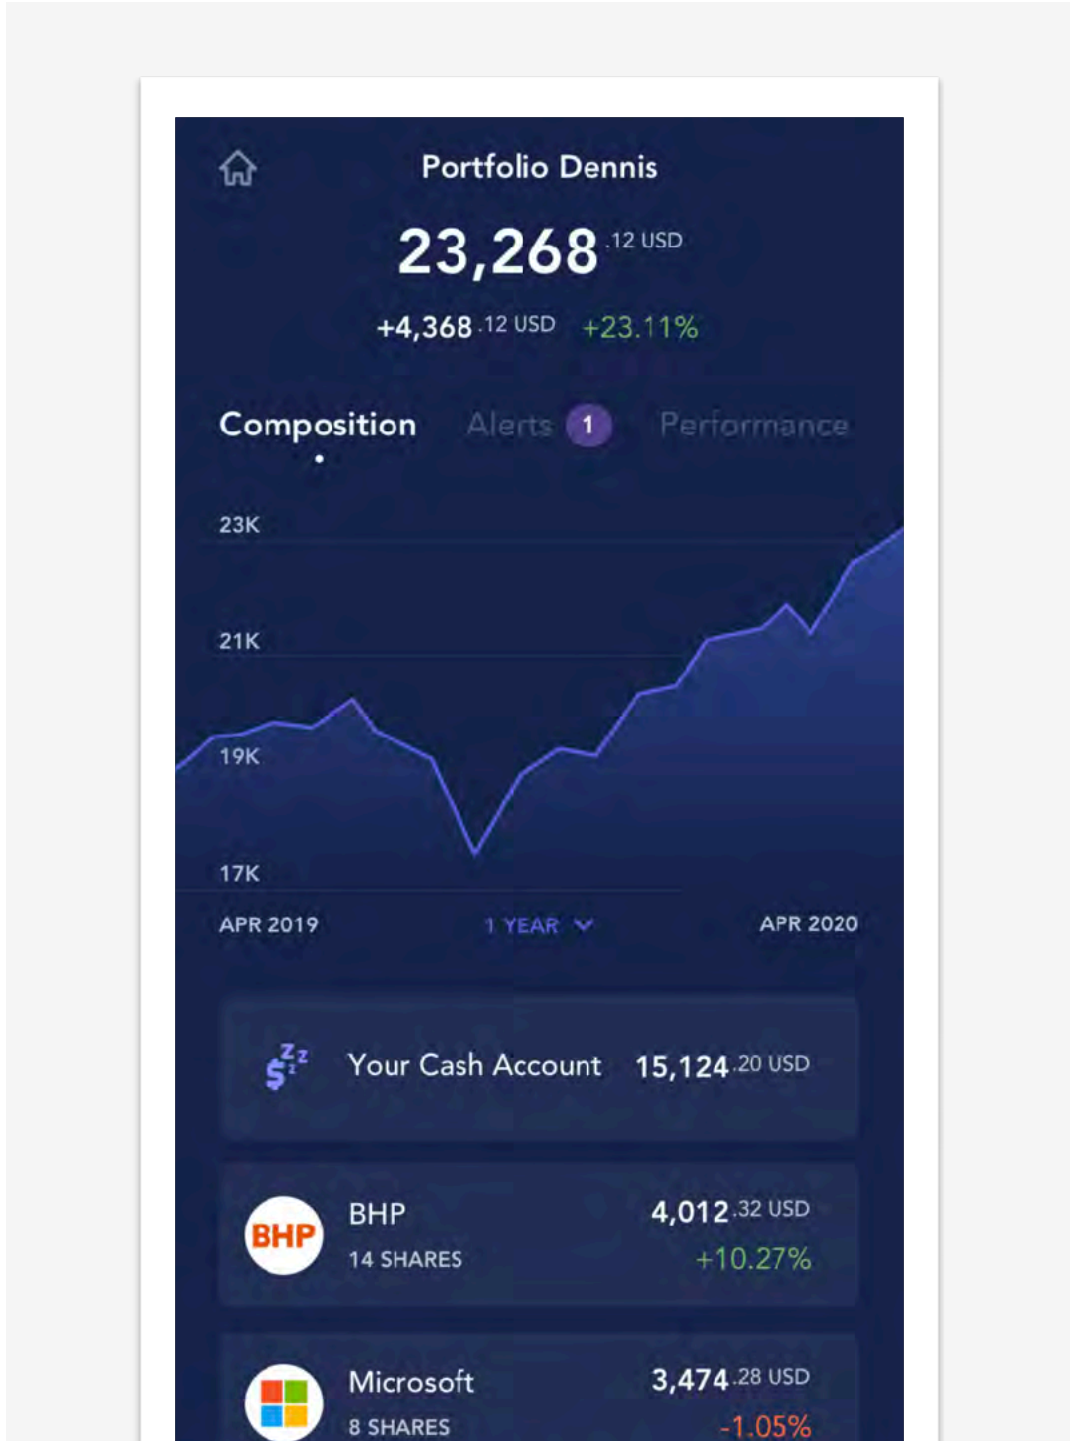 Portfolio Dennis
23,268.12 USD
+4,368.12 USD +23.11%
Composition Alerts 1 Performance
23K
21K
19K
17K
APR 2019 1 YEAR APR 2020
$zzz Your Cash Account 15,124.20 USD
BHP BHP 4,012.32 USD
14 SHARES +10.27%
Microsoft 3,474.28 USD
8 SHARES -1.05%